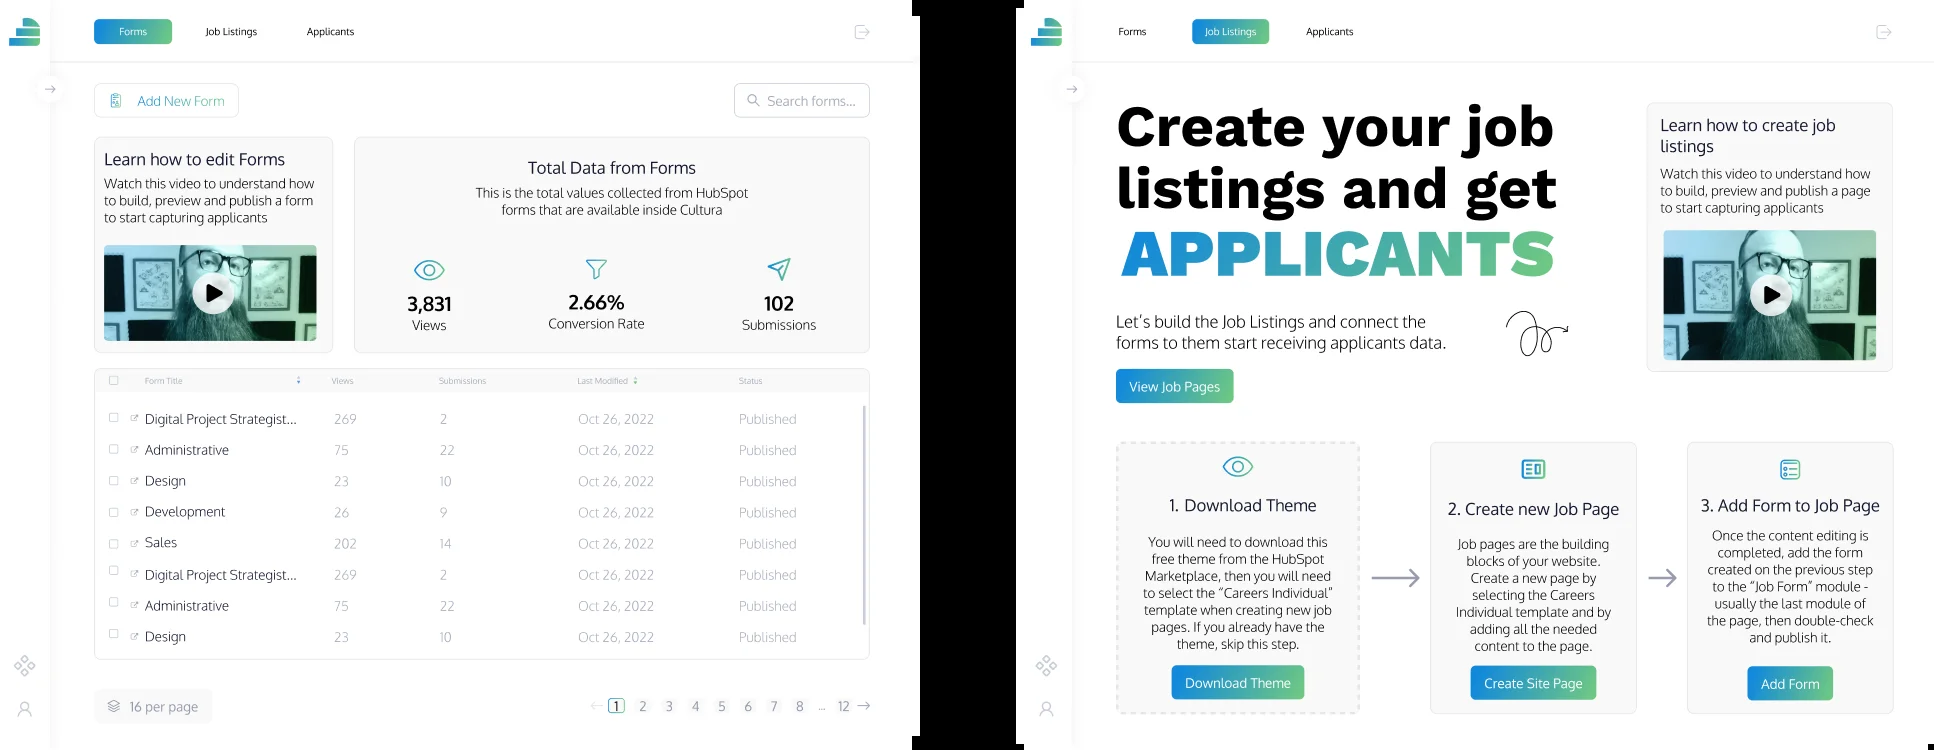 Forms
Job Listings
Applicants
Add New Form
Search forms...
Learn how to edit Forms
Watch this video to understand how
to build, preview and publish a form
to start capturing applicants
Total Data from Forms
This is the total values collected from HubSpot
forms that are available inside Cultura
3,831
Views
2.66%
Conversion Rate
102
Submissions
Form Title Views Submissions Last Modified Status
Digital Project Strategist... 269 2 Oct 26, 2022 Published
Administrative 75 22 Oct 26, 2022 Published
Design 23 10 Oct 26, 2022 Published
Development 26 9 Oct 26, 2022 Published
Sales 202 14 Oct 26, 2022 Published
Digital Project Strategist... 269 2 Oct 26, 2022 Published
Administrative 75 22 Oct 26, 2022 Published
Design 23 10 Oct 26, 2022 Published
16 per page
1 2 3 4 5 6 7 8 ... 12
Forms
Job Listings
Applicants
Create your job
listings and get
APPLICANTS
Let's build the Job Listings and connect the
forms to them start receiving applicants data.
View Job Pages
Learn how to create job
listings
Watch this video to understand how
to build, preview and publish a page
to start capturing applicants
1. Download Theme
You will need to download this
free theme from the HubSpot
Marketplace, then you will need
to select the "Careers Individual"
template when creating new job
pages. If you already have the
theme, skip this step.
Download Theme
2. Create new Job Page
Job pages are the building
blocks of your website.
Create a new page by
selecting the Careers
Individual template and by
adding all the needed
content to the page.
Create Site Page
3. Add Form to Job Page
Once the content editing is
completed, add the form
created on the previous step
to the "Job Form" module -
usually the last module of
the page, then double-check
and publish it.
Add Form